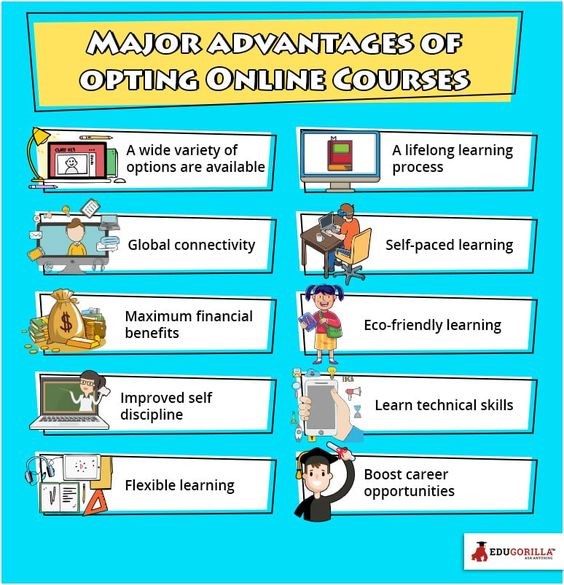 MAJOR ADVANTAGES OF
OPTING ONLINE COURSES
A wide variety of
options are available
A lifelong learning
process
Global connectivity
Self-paced learning
Maximum financial
benefits
Eco-friendly learning
Improved self
discipline
Learn technical skills
Flexible learning
Boost career
opportunities
EDUGORILLA™
ASK ANYTHING